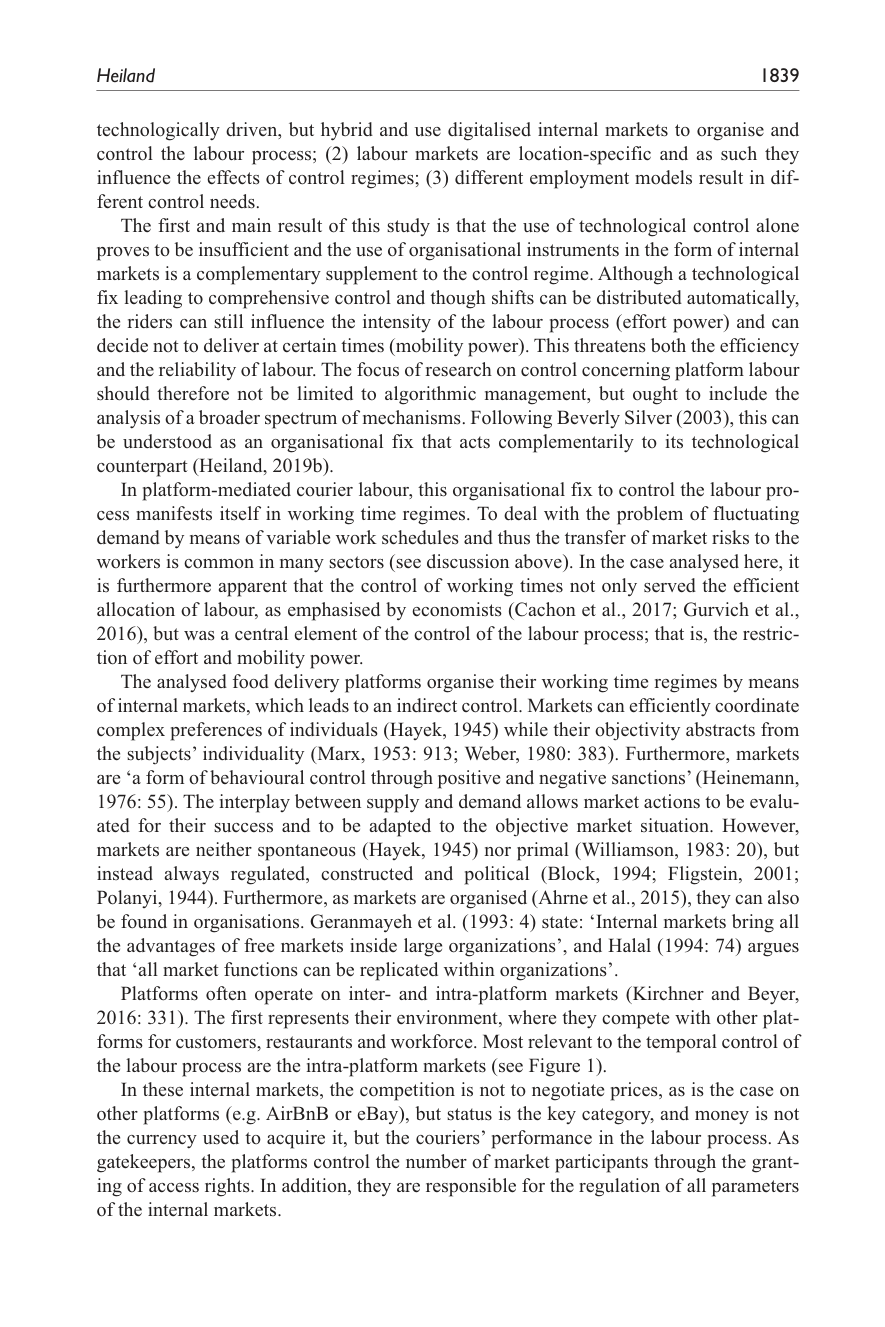 Heiland 1839
technologically driven, but hybrid and use digitalised internal markets to organise and
control the labour process; (2) labour markets are location-specific and as such they
influence the effects of control regimes; (3) different employment models result in dif-
ferent control needs.
The first and main result of this study is that the use of technological control alone
proves to be insufficient and the use of organisational instruments in the form of internal
markets is a complementary supplement to the control regime. Although a technological
fix leading to comprehensive control and though shifts can be distributed automatically,
the riders can still influence the intensity of the labour process (effort power) and can
decide not to deliver at certain times (mobility power). This threatens both the efficiency
and the reliability of labour. The focus of research on control concerning platform labour
should therefore not be limited to algorithmic management, but ought to include the
analysis of a broader spectrum of mechanisms. Following Beverly Silver (2003), this can
be understood as an organisational fix that acts complementarily to its technological
counterpart (Heiland, 2019b).
In platform-mediated courier labour, this organisational fix to control the labour pro-
cess manifests itself in working time regimes. To deal with the problem of fluctuating
demand by means of variable work schedules and thus the transfer of market risks to the
workers is common in many sectors (see discussion above). In the case analysed here, it
is furthermore apparent that the control of working times not only served the efficient
allocation of labour, as emphasised by economists (Cachon et al., 2017; Gurvich et al.,
2016), but was a central element of the control of the labour process; that is, the restric-
tion of effort and mobility power.
The analysed food delivery platforms organise their working time regimes by means
of internal markets, which leads to an indirect control. Markets can efficiently coordinate
complex preferences of individuals (Hayek, 1945) while their objectivity abstracts from
the subjects’ individuality (Marx, 1953: 913; Weber, 1980: 383). Furthermore, markets
are ‘a form of behavioural control through positive and negative sanctions’ (Heinemann,
1976: 55). The interplay between supply and demand allows market actions to be evalu-
ated for their success and to be adapted to the objective market situation. However,
markets are neither spontaneous (Hayek, 1945) nor primal (Williamson, 1983: 20), but
instead always regulated, constructed and political (Block, 1994; Fligstein, 2001;
Polanyi, 1944). Furthermore, as markets are organised (Ahrne et al., 2015), they can also
be found in organisations. Geranmayeh et al. (1993: 4) state: ‘Internal markets bring all
the advantages of free markets inside large organizations’, and Halal (1994: 74) argues
that ‘all market functions can be replicated within organizations’.
Platforms often operate on inter- and intra-platform markets (Kirchner and Beyer,
2016: 331). The first represents their environment, where they compete with other plat-
forms for customers, restaurants and workforce. Most relevant to the temporal control of
the labour process are the intra-platform markets (see Figure 1).
In these internal markets, the competition is not to negotiate prices, as is the case on
other platforms (e.g. AirBnB or eBay), but status is the key category, and money is not
the currency used to acquire it, but the couriers’ performance in the labour process. As
gatekeepers, the platforms control the number of market participants through the grant-
ing of access rights. In addition, they are responsible for the regulation of all parameters
of the internal markets.